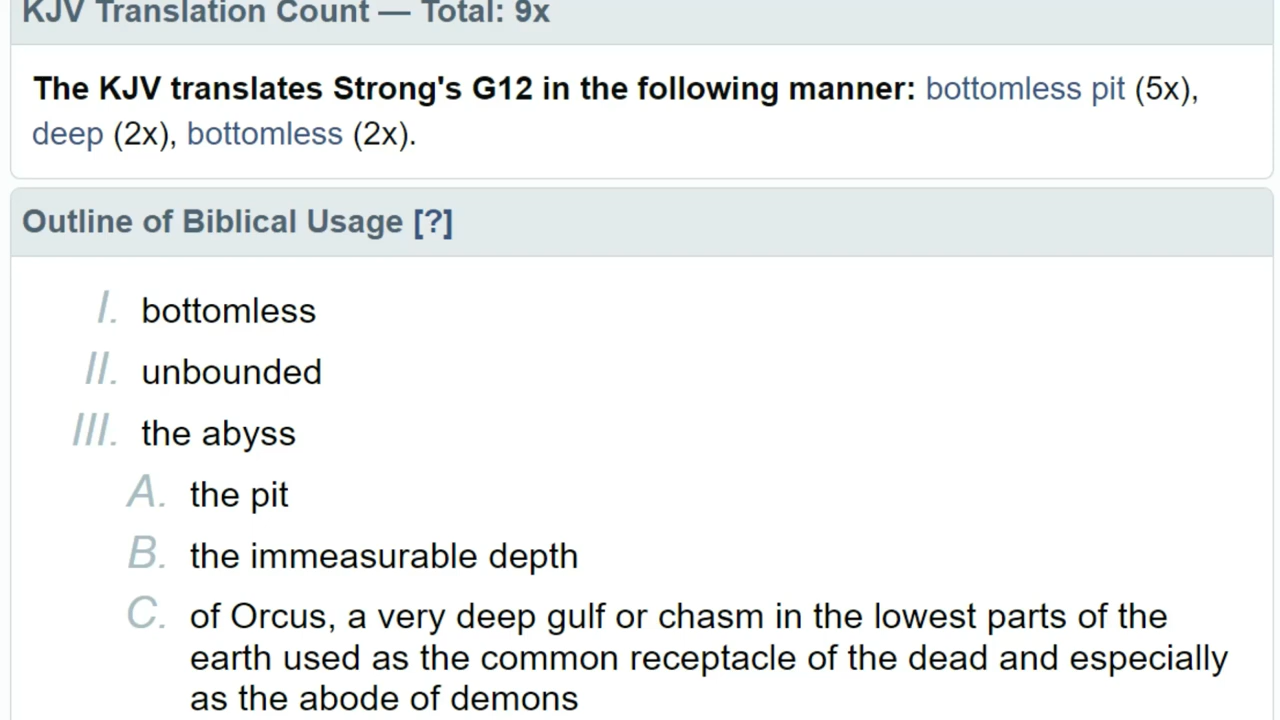 KJV Translation Count — Total: 9x
The KJV translates Strong's G12 in the following manner: bottomless pit (5x),
deep (2x), bottomless (2x).
Outline of Biblical Usage [?]
I. bottomless
II. unbounded
III. the abyss
A. the pit
B. the immeasurable depth
C. of Orcus, a very deep gulf or chasm in the lowest parts of the
earth used as the common receptacle of the dead and especially
as the abode of demons